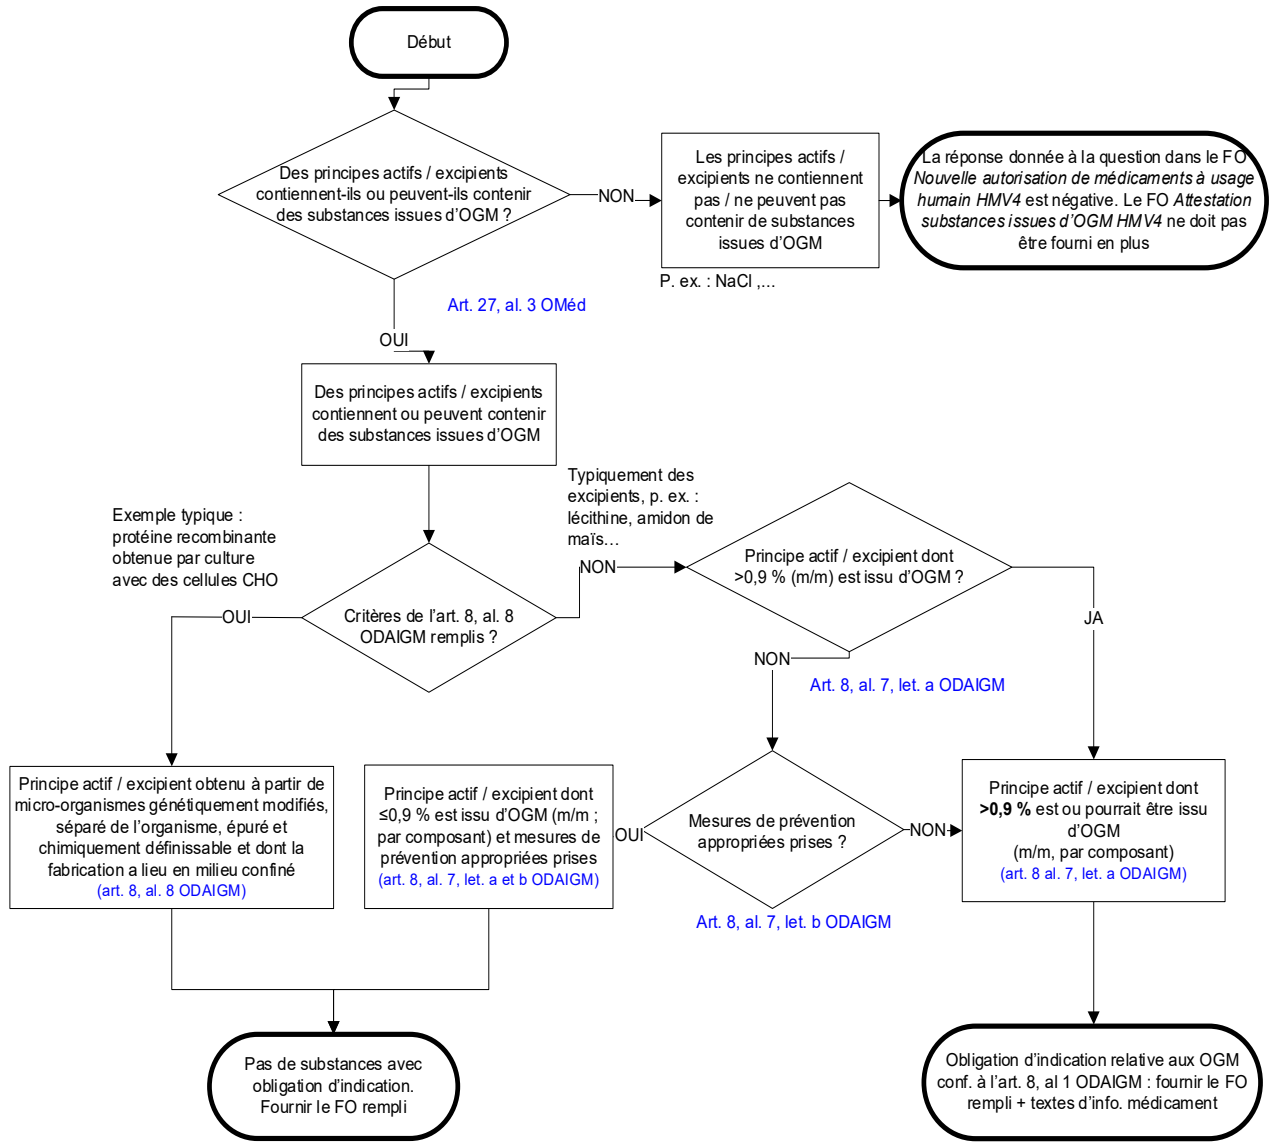 Début
Des principes actifs / excipients
contiennent-ils ou peuvent-ils contenir
des substances issues d'OGM ?
NON
Les principes actifs /
excipients ne contiennent
pas / ne peuvent pas
contenir de substances
issues d'OGM
La réponse donnée à la question dans le FO
Nouvelle autorisation de médicaments à usage
humain HMV4 est négative. Le FO Attestation
substances issues d'OGM HMV4 ne doit pas
être fourni en plus
P. ex. : NaCl ,...
Art. 27, al. 3 OMéd
OUI
Des principes actifs / excipients
contiennent ou peuvent contenir
des substances issues d'OGM
Typiquement des
excipients, p. ex. :
lécithine, amidon de
maïs...
Exemple typique :
protéine recombinante
obtenue par culture
avec des cellules CHO
NON
Principe actif / excipient dont
>0,9 % (m/m) est issu d'OGM ?
OUI
Critères de l'art. 8, al. 8
ODAIGM remplis ?
JA
NON
Art. 8, al. 7, let. a ODAIGM
Principe actif / excipient obtenu à partir de
micro-organismes génétiquement modifiés,
séparé de l'organisme, épuré et
chimiquement définissable et dont la
fabrication a lieu en milieu confiné
(art. 8, al. 8 ODAIGM)
Principe actif / excipient dont
≤0,9 % est issu d'OGM (m/m ;
par composant) et mesures de
prévention appropriées prises
(art. 8, al. 7, let. a et b ODAIGM)
OUI
Mesures de prévention
appropriées prises ?
NON
Principe actif / excipient dont
>0,9 % est ou pourrait être issu
d'OGM
(m/m, par composant)
(art. 8 al. 7, let. a ODAIGM)
Art. 8, al. 7, let. b ODAIGM
Pas de substances avec
obligation d'indication.
Fournir le FO rempli
Obligation d'indication relative aux OGM
conf. à l'art. 8, al 1 ODAIGM : fournir le FO
rempli + textes d'info. médicament